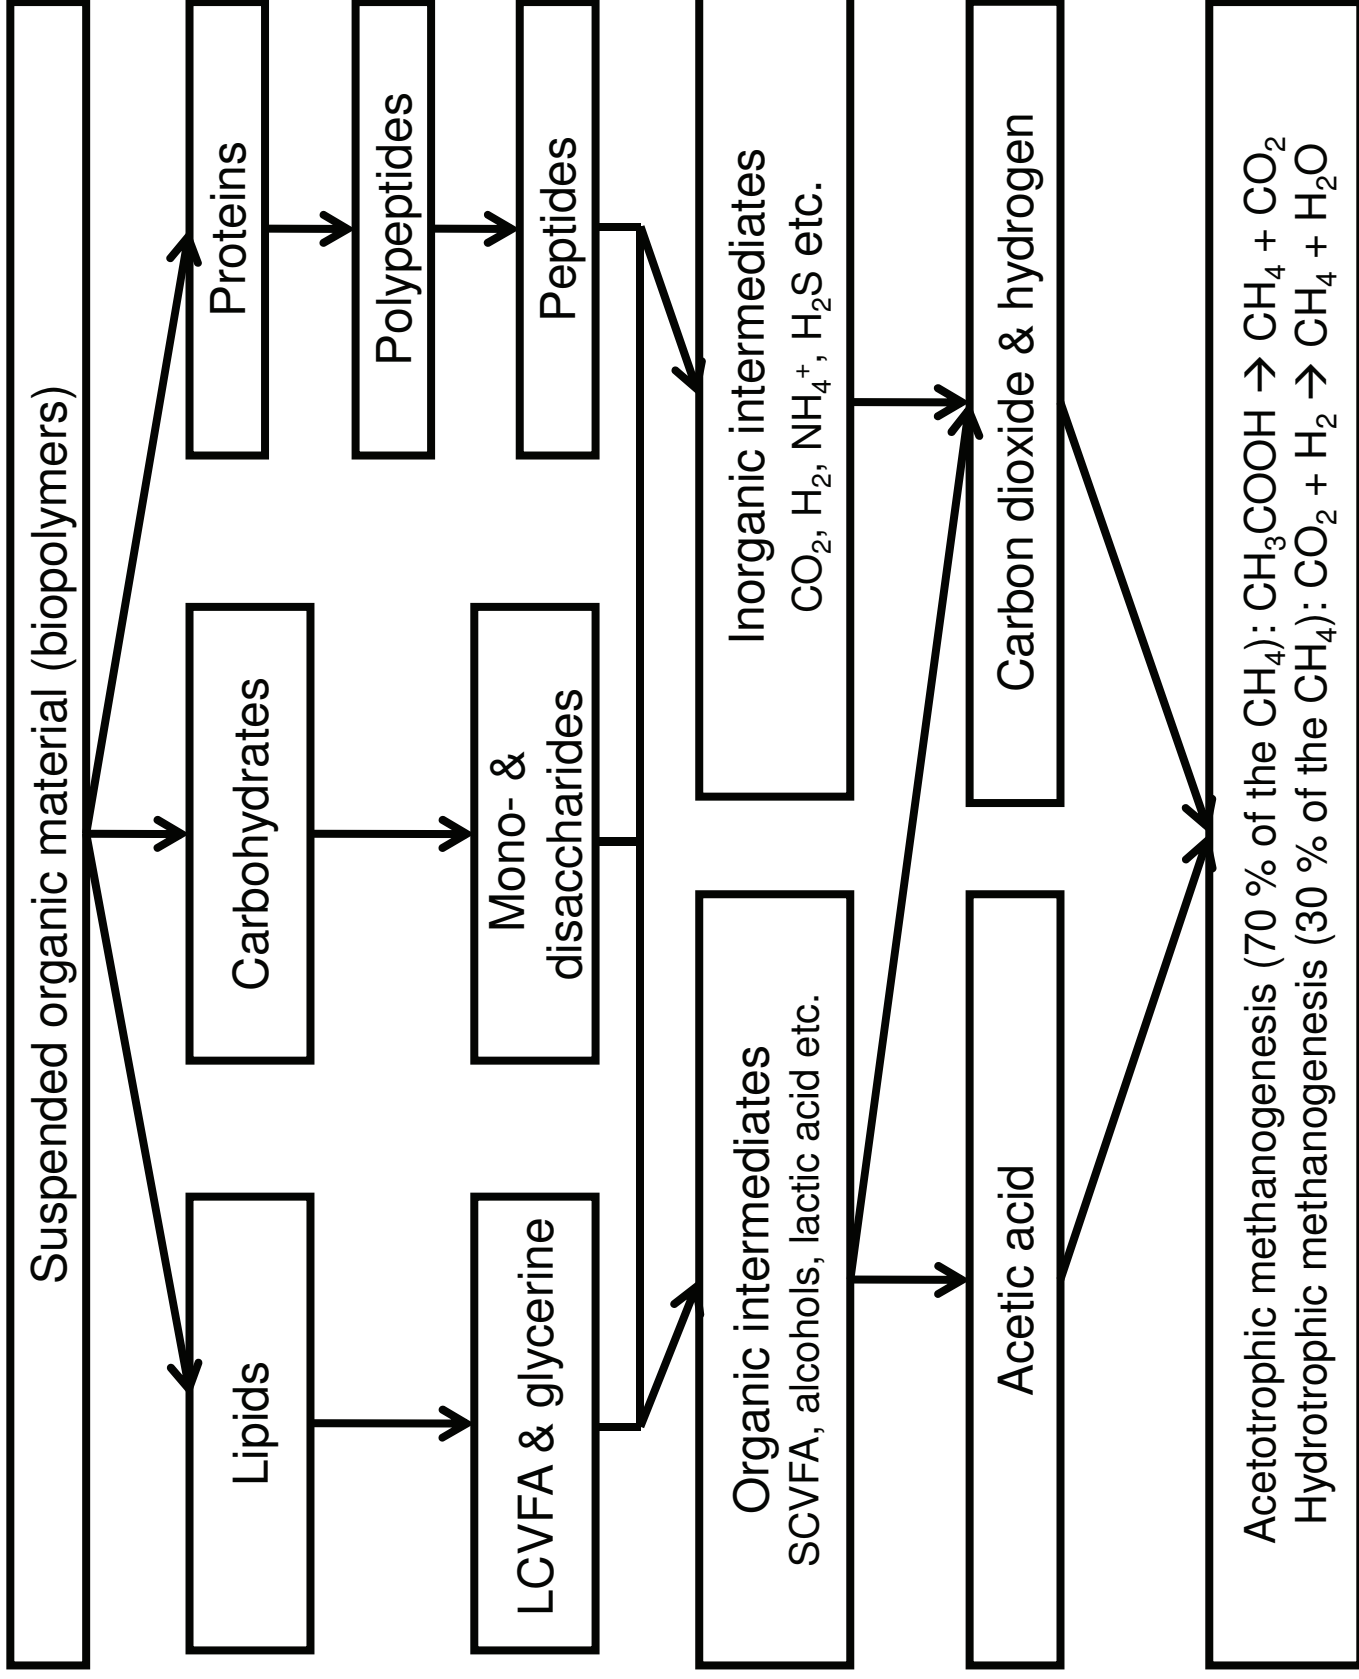 Suspended organic material (biopolymers)
Lipids
Carbohydrates
Proteins
Polypeptides
LCVFA & glycerine
Mono- &
disaccharides
Peptides
Organic intermediates
SCVFA, alcohols, lactic acid etc.
Inorganic intermediates
CO₂, H₂, NH₄⁺, H₂S etc.
Acetic acid
Carbon dioxide & hydrogen
Acetotrophic methanogenesis (70 % of the CH₄): CH₃COOH → CH₄ + CO₂
Hydrotrophic methanogenesis (30 % of the CH₄): CO₂ + H₂ → CH₄ + H₂O